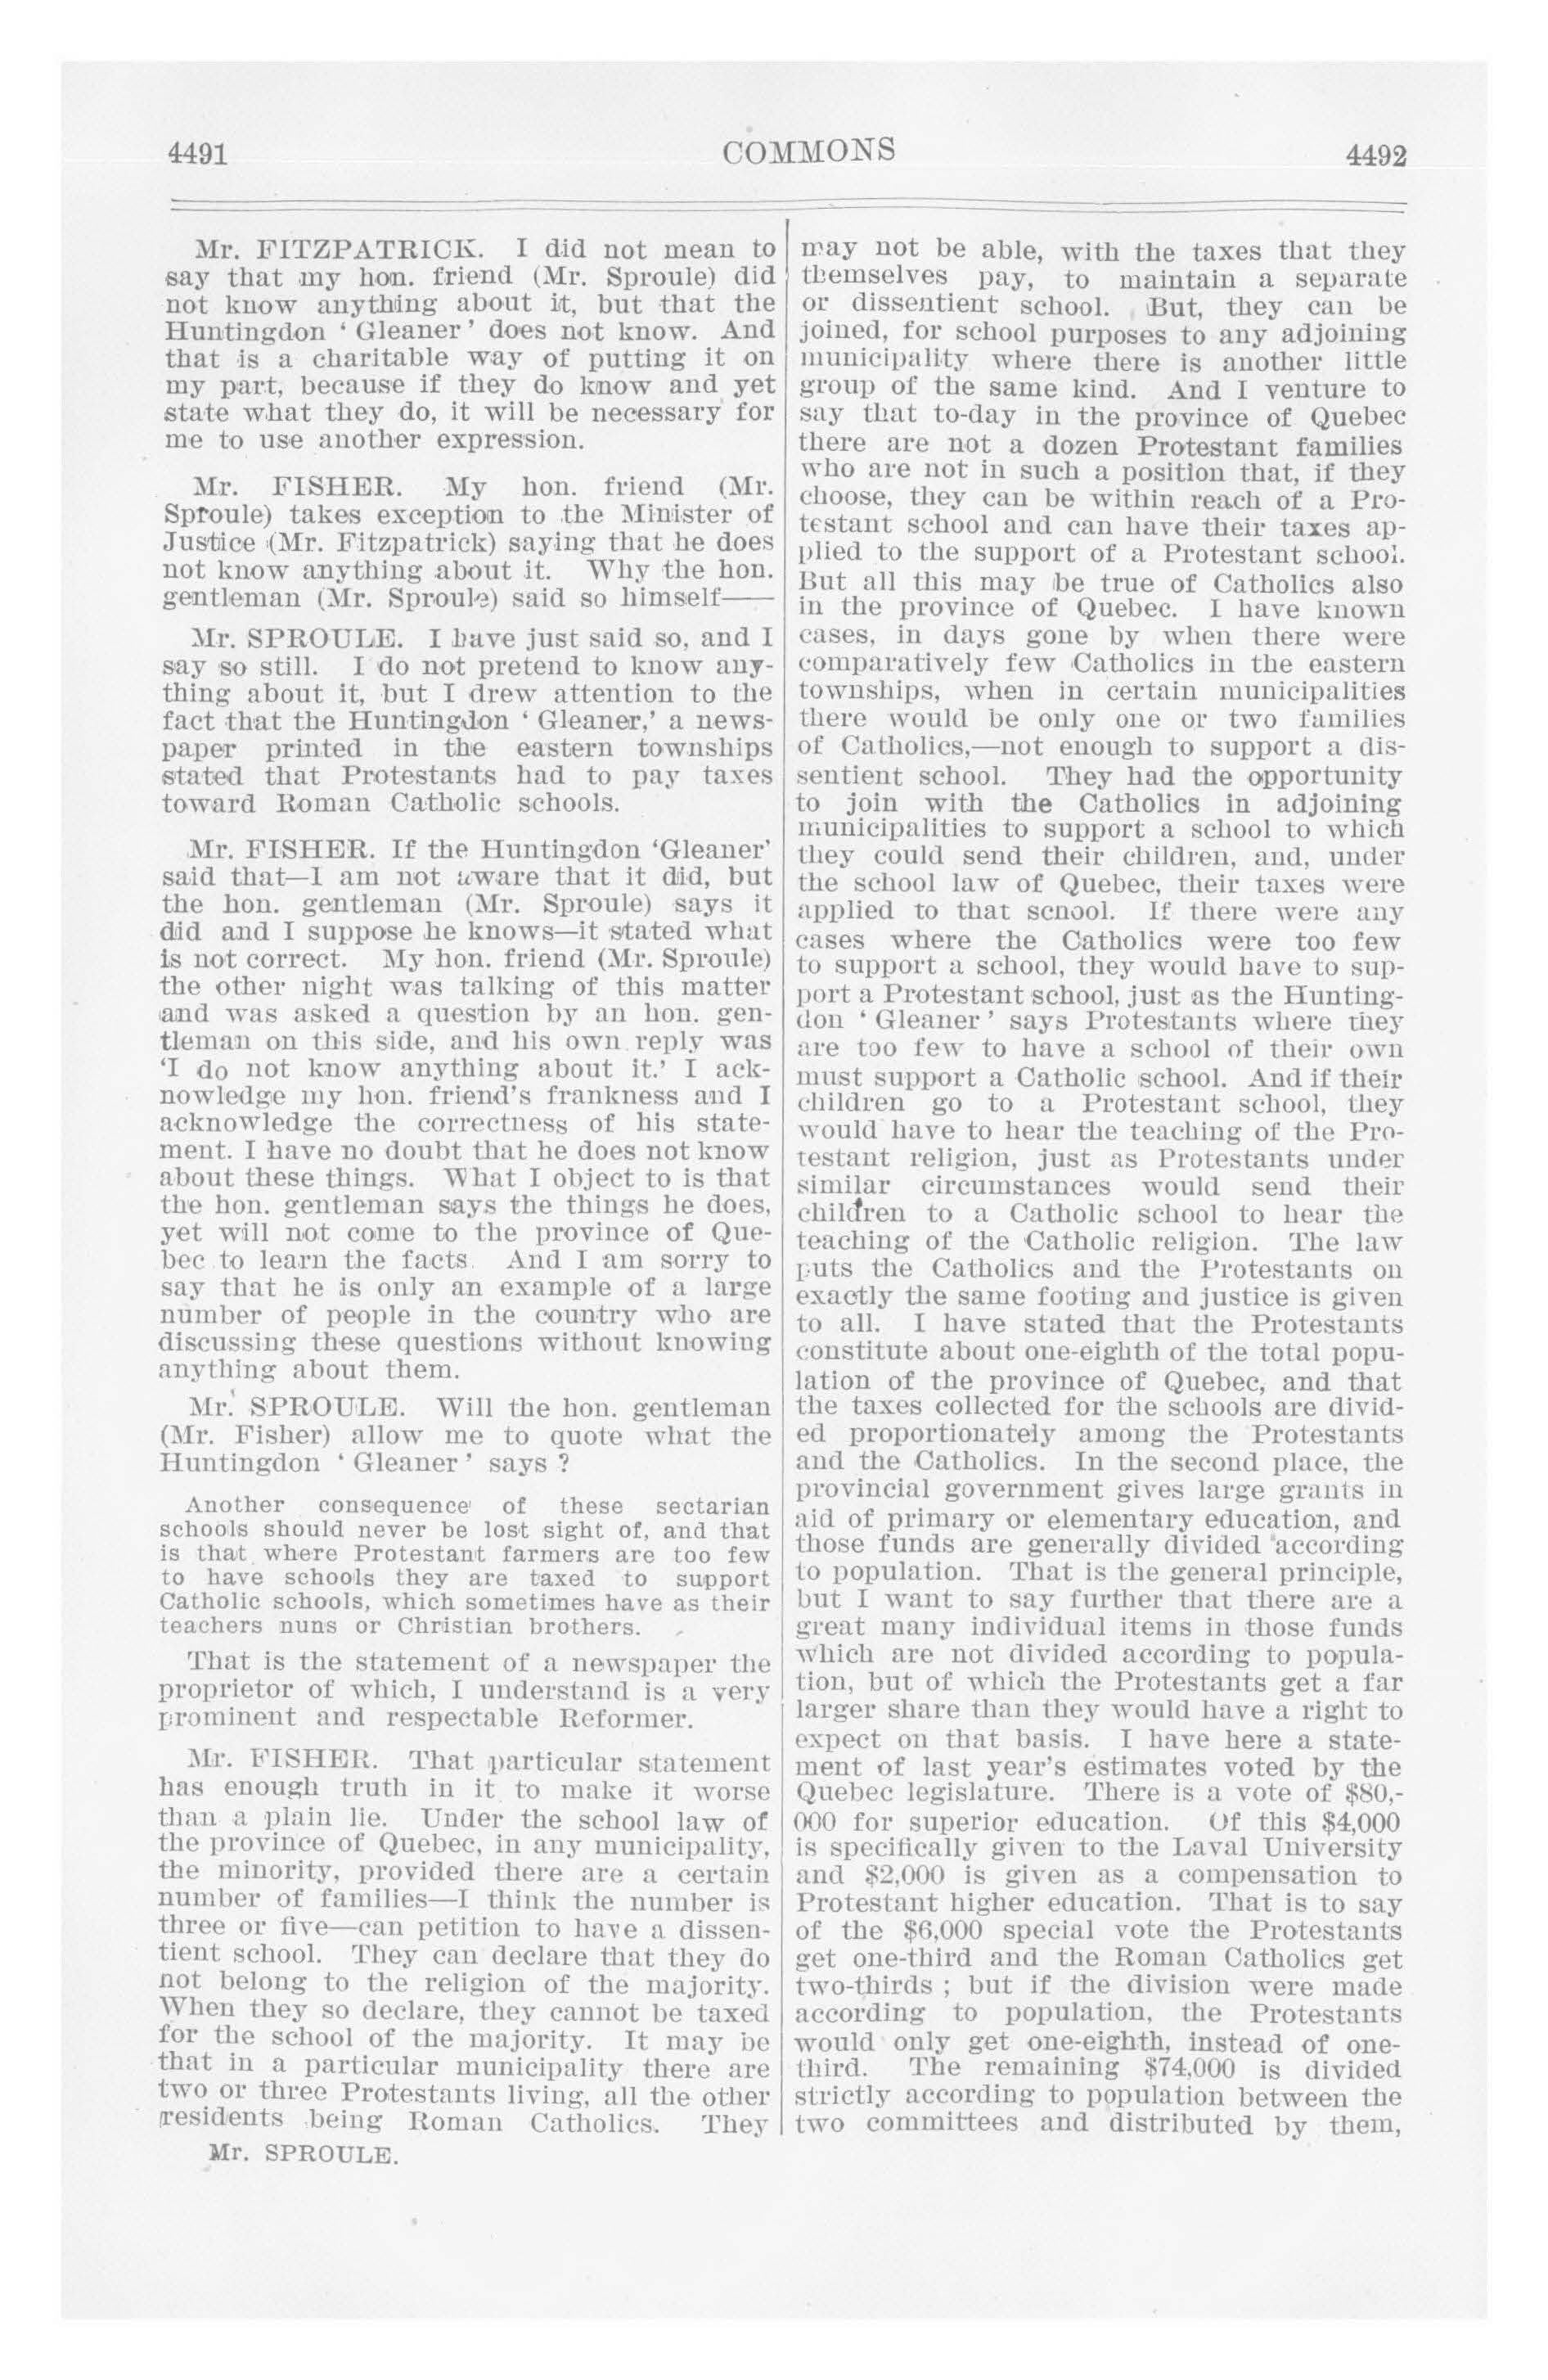 4491 COMMONS 4492
Mr. FITZPATRICK. I did not mean to
say that my hon. friend (Mr. Sproule) did
not know anything about it, but that the
Huntingdon ‘ Gleaner ’ does not know. And
that is a charitable way of putting it on
my part, because if they do know and yet
state what they do, it will be necessary for
me to use another expression.
Mr. FISHER. My hon. friend (Mr.
Sproule) takes exception to the Minister of
Justice (Mr. Fitzpatrick) saying that he does
not know anything about it. Why the hon.
gentleman (Mr. Sproule) said so himself——
Mr. SPROULE. I have just said so, and I
say so still. I do not pretend to know any-
thing about it, but I drew attention to the
fact that the Huntingdon ‘ Gleaner,’ a news-
paper printed in the eastern townships
stated that Protestants had to pay taxes
toward Roman Catholic schools.
Mr. FISHER. If the Huntingdon ‘Gleaner’
said that—I am not aware that it did, but
the hon. gentleman (Mr. Sproule) says it
did and I suppose he knows—it stated what
is not correct. My hon. friend (Mr. Sproule)
the other night was talking of this matter
and was asked a question by an hon. gen-
tleman on this side, and his own reply was
‘I do not know anything about it.’ I ack-
nowledge my hon. friend's frankness and I
acknowledge the correctness of his state-
ment. I have no doubt that he does not know
about these things. What I object to is that
the hon. gentleman says the things he does,
yet will not come to the province of Que-
bec to learn the facts. And I am sorry to
say that he is only an example of a large
number of people in the country who are
discussing these questions without knowing
anything about them.
Mr. SPROULE. Will the hon. gentleman
(Mr. Fisher) allow me to quote what the
Huntingdon ‘ Gleaner ’ says ?
Another consequence of these sectarian
schools should never be lost sight of, and that
is that where Protestant farmers are too few
to have schools they are taxed to support
Catholic schools, which sometimes have as their
teachers nuns or Christian brothers.
That is the statement of a newspaper the
proprietor of which, I understand is a very
prominent and respectable Reformer.
Mr. FISHER. That particular statement
has enough truth in it to make it worse
than a plain lie. Under the school law of
the province of Quebec, in any municipality,
the minority, provided there are a certain
number of families—I think the number is
three or five—can petition to have a dissen-
tient school. They can declare that they do
not belong to the religion of the majority.
When they so declare, they cannot be taxed
for the school of the majority. It may be
that in a particular municipality there are
two or three Protestants living, all the other
residents being Roman Catholics. They
Mr. SPROULE.
may not be able, with the taxes that they
themselves pay, to maintain a separate
or dissentient school. But, they can be
joined, for school purposes to any adjoining
municipality where there is another little
group of the same kind. And I venture to
say that to-day in the province of Quebec
there are not a dozen Protestant families
who are not in such a position that, if they
choose, they can be within reach of a Pro-
testant school and can have their taxes ap-
plied to the support of a Protestant school.
But all this may be true of Catholics also
in the province of Quebec. I have known
cases, in days gone by when there were
comparatively few Catholics in the eastern
townships, when in certain municipalities
there would be only one or two families
of Catholics,—not enough to support a dis-
sentient school. They had the opportunity
to join with the Catholics in adjoining
municipalities to support a school to which
they could send their children, and, under
the school law of Quebec, their taxes were
applied to that school. If there were any
cases where the Catholics were too few
to support a school, they would have to sup-
port a Protestant school, just as the Hunting-
don ‘ Gleaner ’ says Protestants where they
are too few to have a school of their own
must support a Catholic school. And if their
children go to a Protestant school, they
would have to hear the teaching of the Pro-
testant religion, just as Protestants under
similar circumstances would send their
children to a Catholic school to hear the
teaching of the Catholic religion. The law
puts the Catholics and the Protestants on
exactly the same footing and justice is given
to all. I have stated that the Protestants
constitute about one-eighth of the total popu-
lation of the province of Quebec, and that
the taxes collected for the schools are divid-
ed proportionately among the Protestants
and the Catholics. In the second place, the
provincial government gives large grants in
aid of primary or elementary education, and
those funds are generally divided according
to population. That is the general principle,
but I want to say further that there are a
great many individual items in those funds
which are not divided according to popula-
tion, but of which the Protestants get a far
larger share than they would have a right to
expect on that basis. I have here a state-
ment of last year's estimates voted by the
Quebec legislature. There is a vote of $80,-
000 for superior education. Of this $4,000
is specifically given to the Laval University
and $2,000 is given as a compensation to
Protestant higher education. That is to say
of the $6,000 special vote the Protestants
get one-third and the Roman Catholics get
two-thirds ; but if the division were made
according to population, the Protestants
would only get one-eighth, instead of one-
third. The remaining $74,000 is divided
strictly according to population between the
two committees and distributed by them,